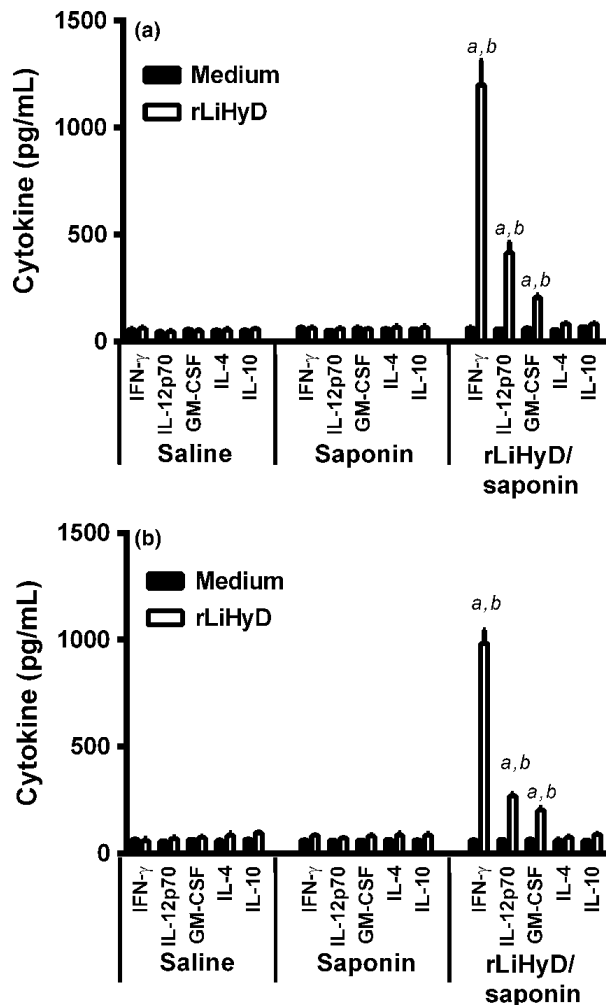 (a)
1500
1000
500
0
Cytokine (pg/mL)
Medium
rLiHyD
a,b
a,b
a,b
IFN-γ
IL-12p70
GM-CSF
IL-4
IL-10
IFN-γ
IL-12p70
GM-CSF
IL-4
IL-10
IFN-γ
IL-12p70
GM-CSF
IL-4
IL-10
Saline
Saponin
rLiHyD/
saponin
(b)
1500
1000
500
0
Cytokine (pg/mL)
Medium
rLiHyD
a,b
a,b
a,b
IFN-γ
IL-12p70
GM-CSF
IL-4
IL-10
IFN-γ
IL-12p70
GM-CSF
IL-4
IL-10
IFN-γ
IL-12p70
GM-CSF
IL-4
IL-10
Saline
Saponin
rLiHyD/
saponin